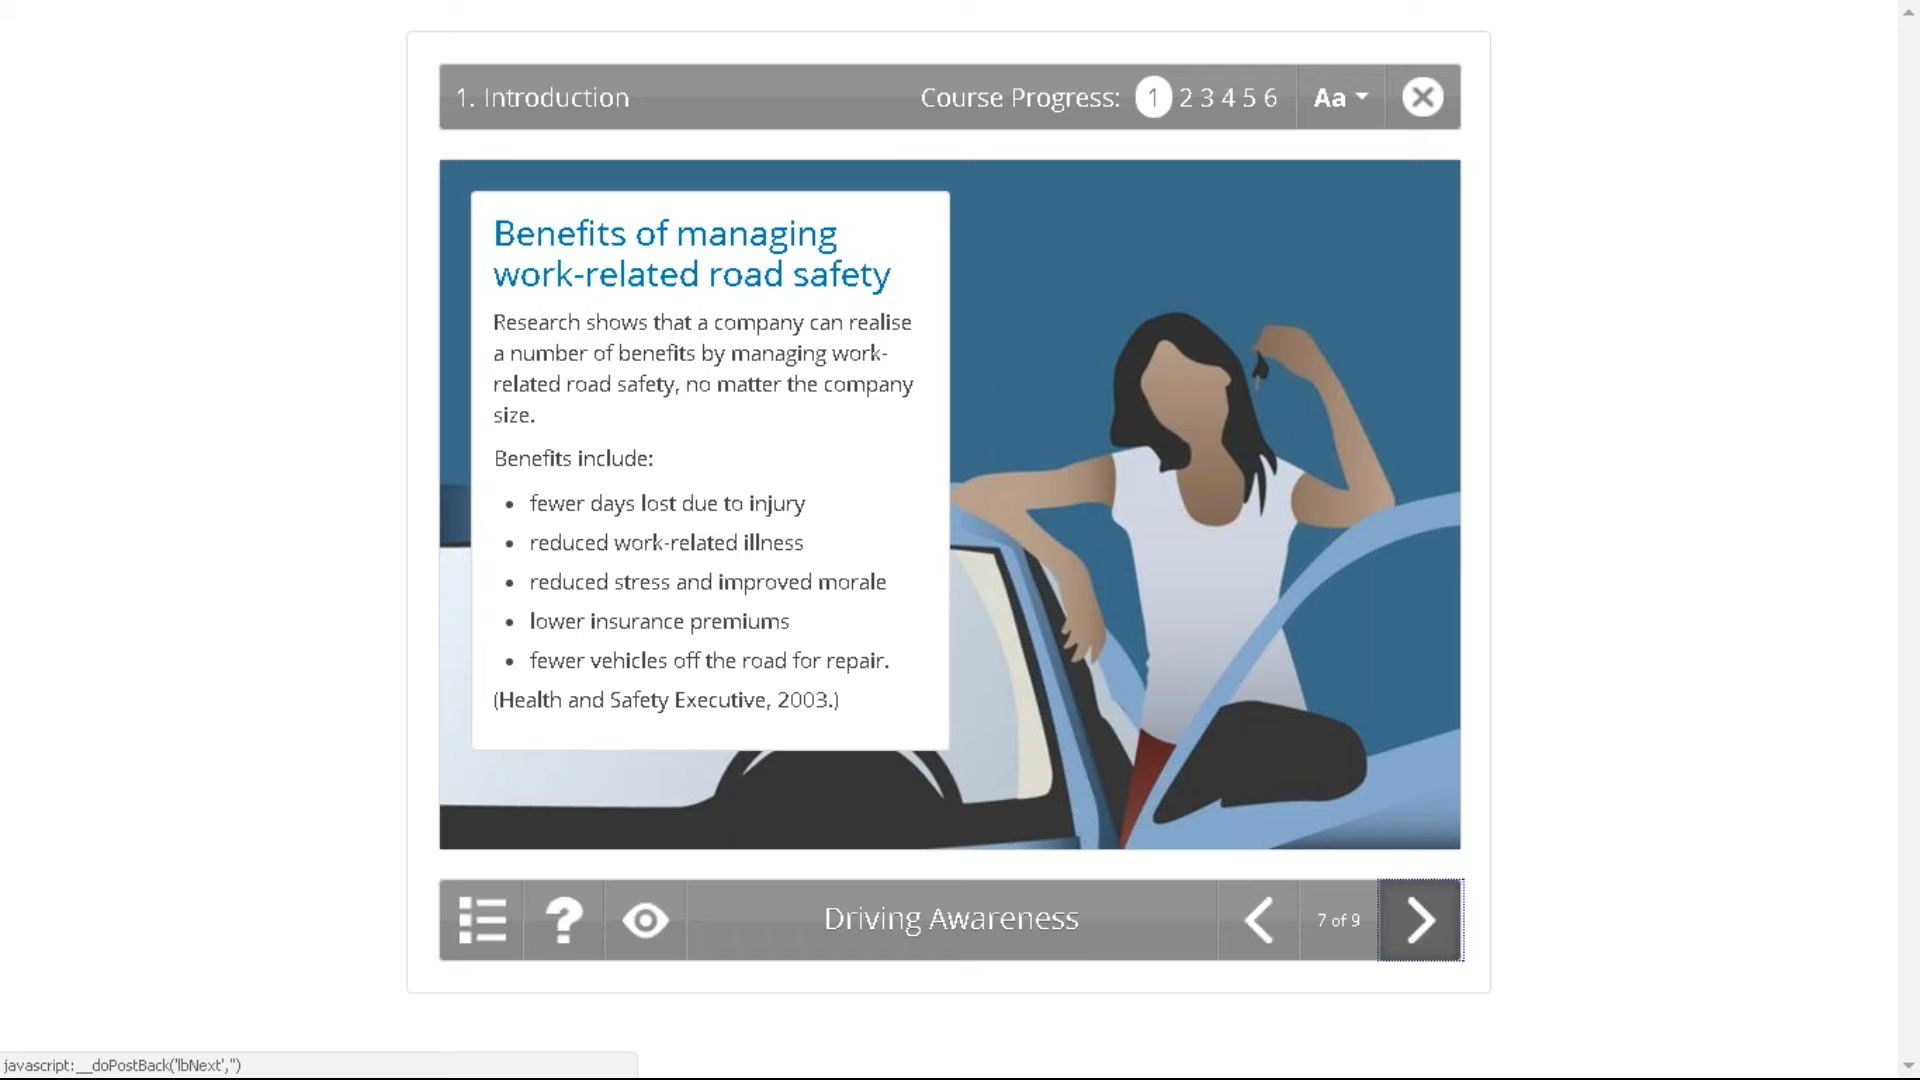 1. Introduction
Course Progress: 1 2 3 4 5 6
Aa
Benefits of managing
work-related road safety
Research shows that a company can realise
a number of benefits by managing work-
related road safety, no matter the company
size.
Benefits include:
• fewer days lost due to injury
• reduced work-related illness
• reduced stress and improved morale
• lower insurance premiums
• fewer vehicles off the road for repair.
(Health and Safety Executive, 2003.)
?
Driving Awareness
7 of 9
javascript:__doPostBack('lbNext','')